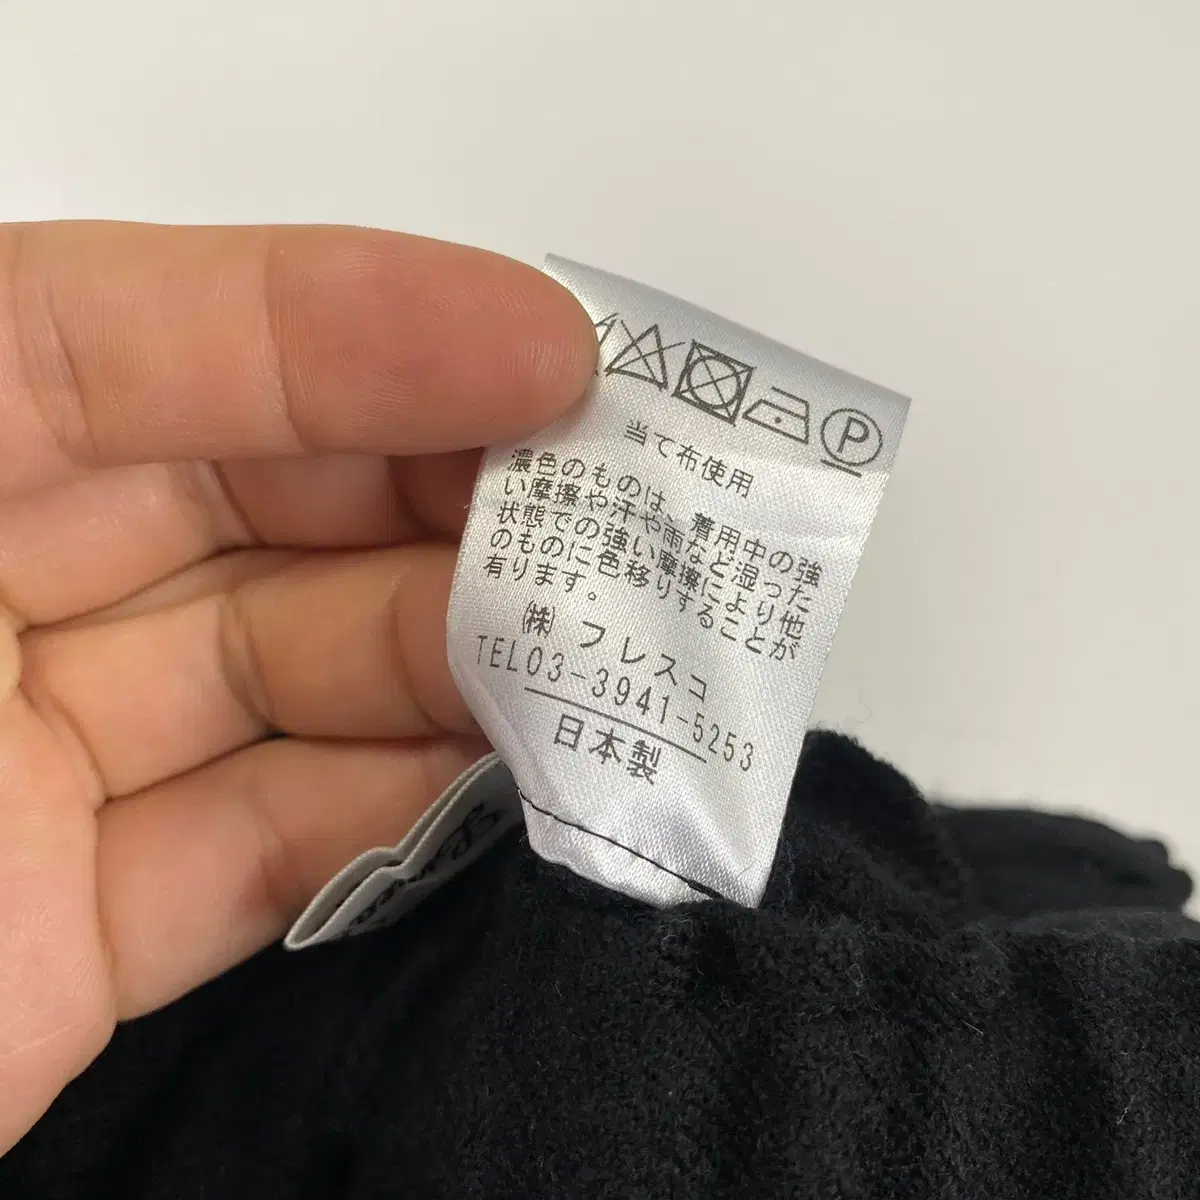 P
当て布使用
濃色のものは、着用中の強
い摩擦や汗や雨など湿った
状態での強い摩擦により他
のものに色移りすることが
有ります。
㈱ フレスコ
TEL03-3941-5253
日本製